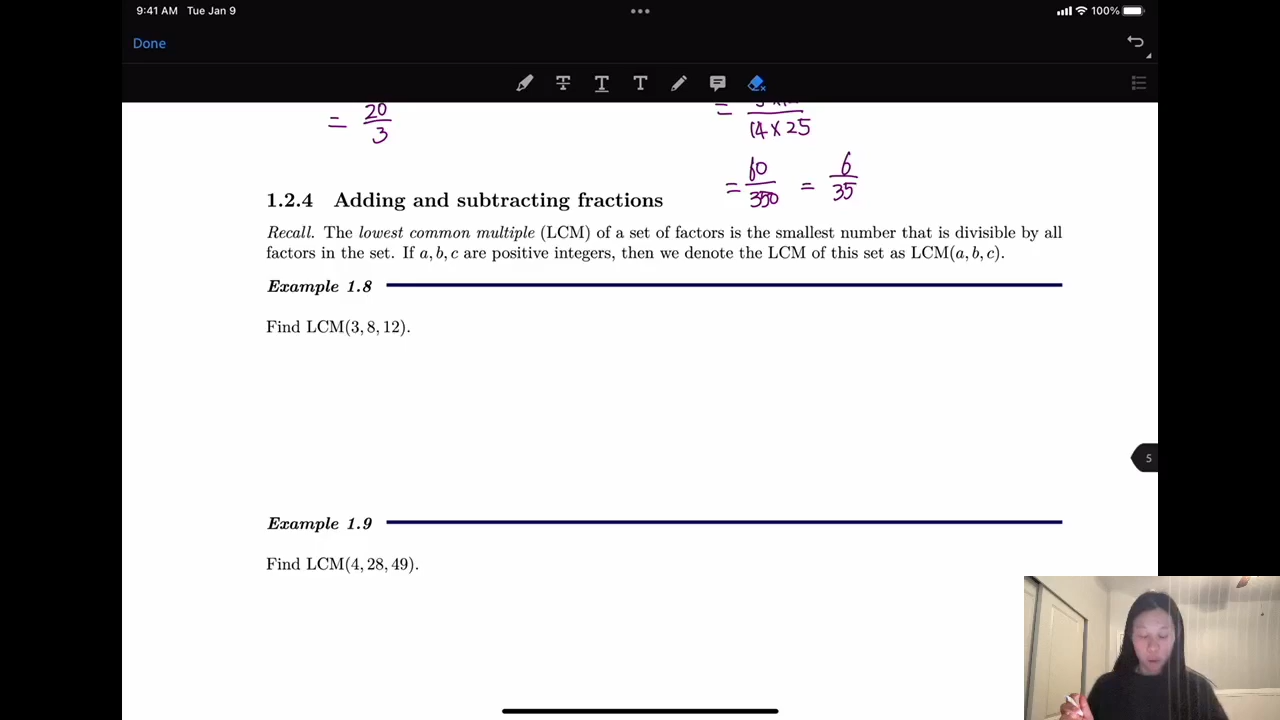 9:41 AM Tue Jan 9
100%
Done
= 20/3
=
14 × 25
= 60/350 = 6/35
1.2.4 Adding and subtracting fractions
Recall. The lowest common multiple (LCM) of a set of factors is the smallest number that is divisible by all
factors in the set. If a, b, c are positive integers, then we denote the LCM of this set as LCM(a, b, c).
Example 1.8
Find LCM(3, 8, 12).
5
Example 1.9
Find LCM(4, 28, 49).